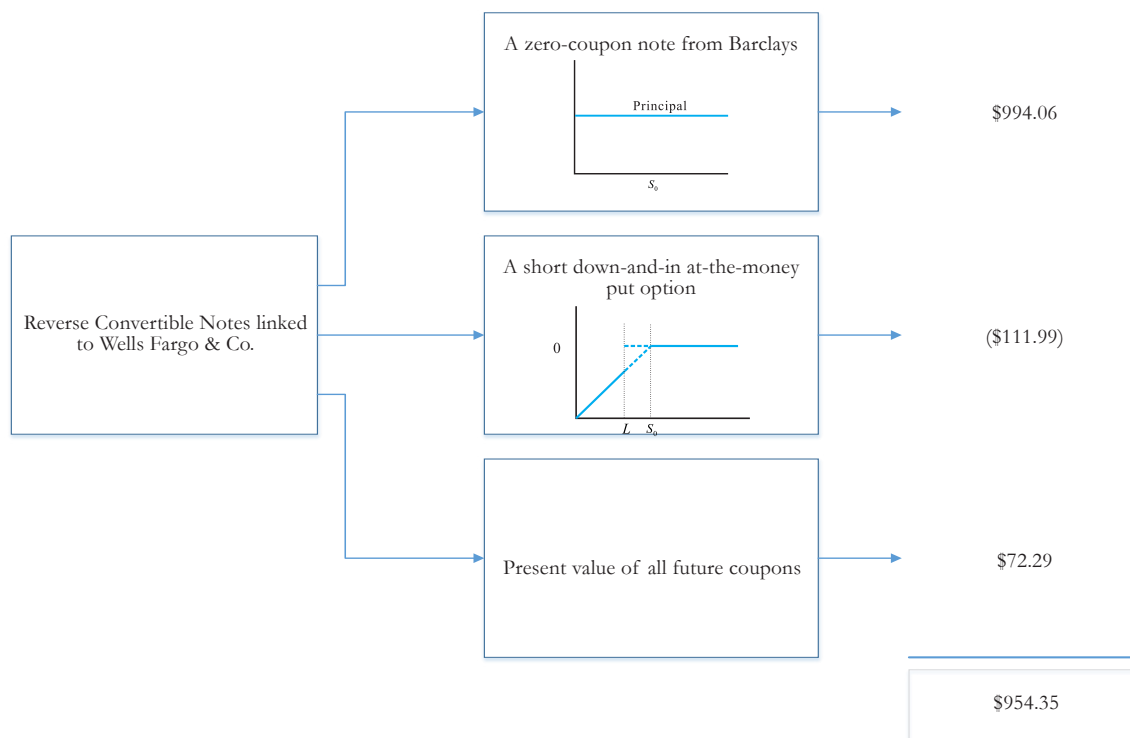 A zero-coupon note from Barclays
Principal
S₀
$994.06
Reverse Convertible Notes linked
to Wells Fargo & Co.
A short down-and-in at-the-money
put option
0
L S₀
($111.99)
Present value of all future coupons
$72.29
$954.35